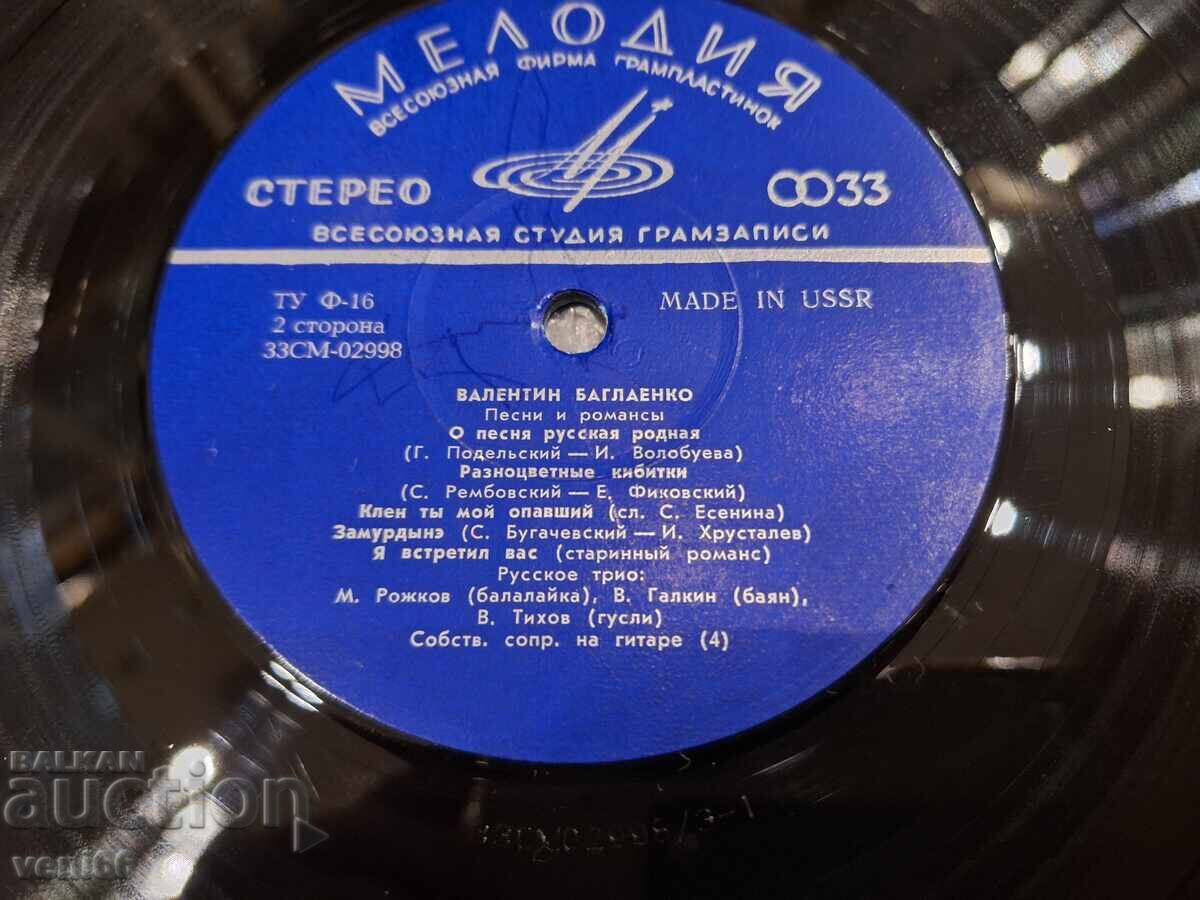 МЕЛОДИЯ
ВСЕСОЮЗНАЯ ФИРМА ГРАМПЛАСТИНОК
СТЕРЕО
33
ВСЕСОЮЗНАЯ СТУДИЯ ГРАМЗАПИСИ
ТУ Ф-16
MADE IN USSR
2 сторона
33СМ-02998
ВАЛЕНТИН БАГЛАЕНКО
Песни и романсы
О песня русская родная
(Г. Подельский — И. Волобуева)
Разноцветные кибитки
(С. Рембовский — Е. Фиковский)
Клен ты мой опавший (сл. С. Есенина)
Замурдынэ (С. Бугачевский — И. Хрусталев)
Я встретил вас (старинный романс)
Русское трио:
М. Рожков (балалайка), В. Галкин (баян),
В. Тихов (гусли)
Собств. сопр. на гитаре (4)
BALKAN
auction
veni66